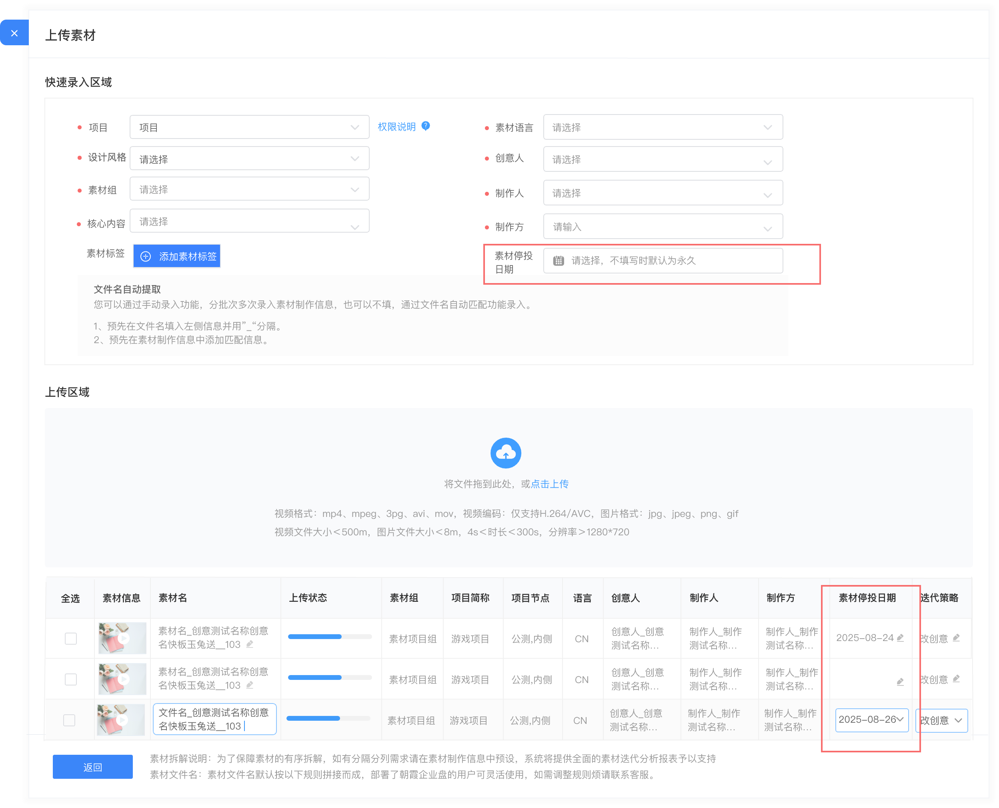 上传素材
快速录入区域
项目 项目 权限说明 ? 素材语言 请选择
设计风格 请选择 创意人 请选择
素材组 请选择 制作人 请选择
核心内容 请选择 制作方 请输入
素材标签 添加素材标签 素材停投
日期 请选择，不填写时默认为永久
文件名自动提取
您可以通过手动录入功能，分批次多次录入素材制作信息，也可以不填，通过文件名自动匹配功能录入。
1、预先在文件名填入左侧信息并用”_“分隔。
2、预先在素材制作信息中添加匹配信息。
上传区域
将文件拖到此处，或点击上传
视频格式：mp4、mpeg、3pg、avi、mov，视频编码：仅支持H.264/AVC，图片格式：jpg、jpeg、png、gif
视频文件大小＜500m，图片文件大小＜8m，4s＜时长＜300s，分辨率＞1280*720
全选 素材信息 素材名 上传状态 素材组 项目简称 项目节点 语言 创意人 制作人 制作方 素材停投日期 迭代策略
素材名_创意测试名称创意
名快板玉兔送__103 素材项目组 游戏项目 公测,内侧 CN 创意人_创意
测试名称... 制作人_制作
测试名称... 制作人_制作
测试名称... 2025-08-24 改创意
素材名_创意测试名称创意
名快板玉兔送__103 素材项目组 游戏项目 公测,内侧 CN 创意人_创意
测试名称... 制作人_制作
测试名称... 制作人_制作
测试名称... 改创意
文件名_创意测试名称创意
名快板玉兔送__103 素材项目组 游戏项目 公测,内侧 CN 创意人_创意
测试名称... 制作人_制作
测试名称... 制作人_制作
测试名称... 2025-08-26 改创意
返回
素材拆解说明：为了保障素材的有序拆解，如有分隔分列需求请在素材制作信息中预设，系统将提供全面的素材迭代分析报表予以支持
素材文件名：素材文件名默认按以下规则拼接而成，部署了朝霞企业盘的用户可灵活使用，如需调整规则烦请联系客服。